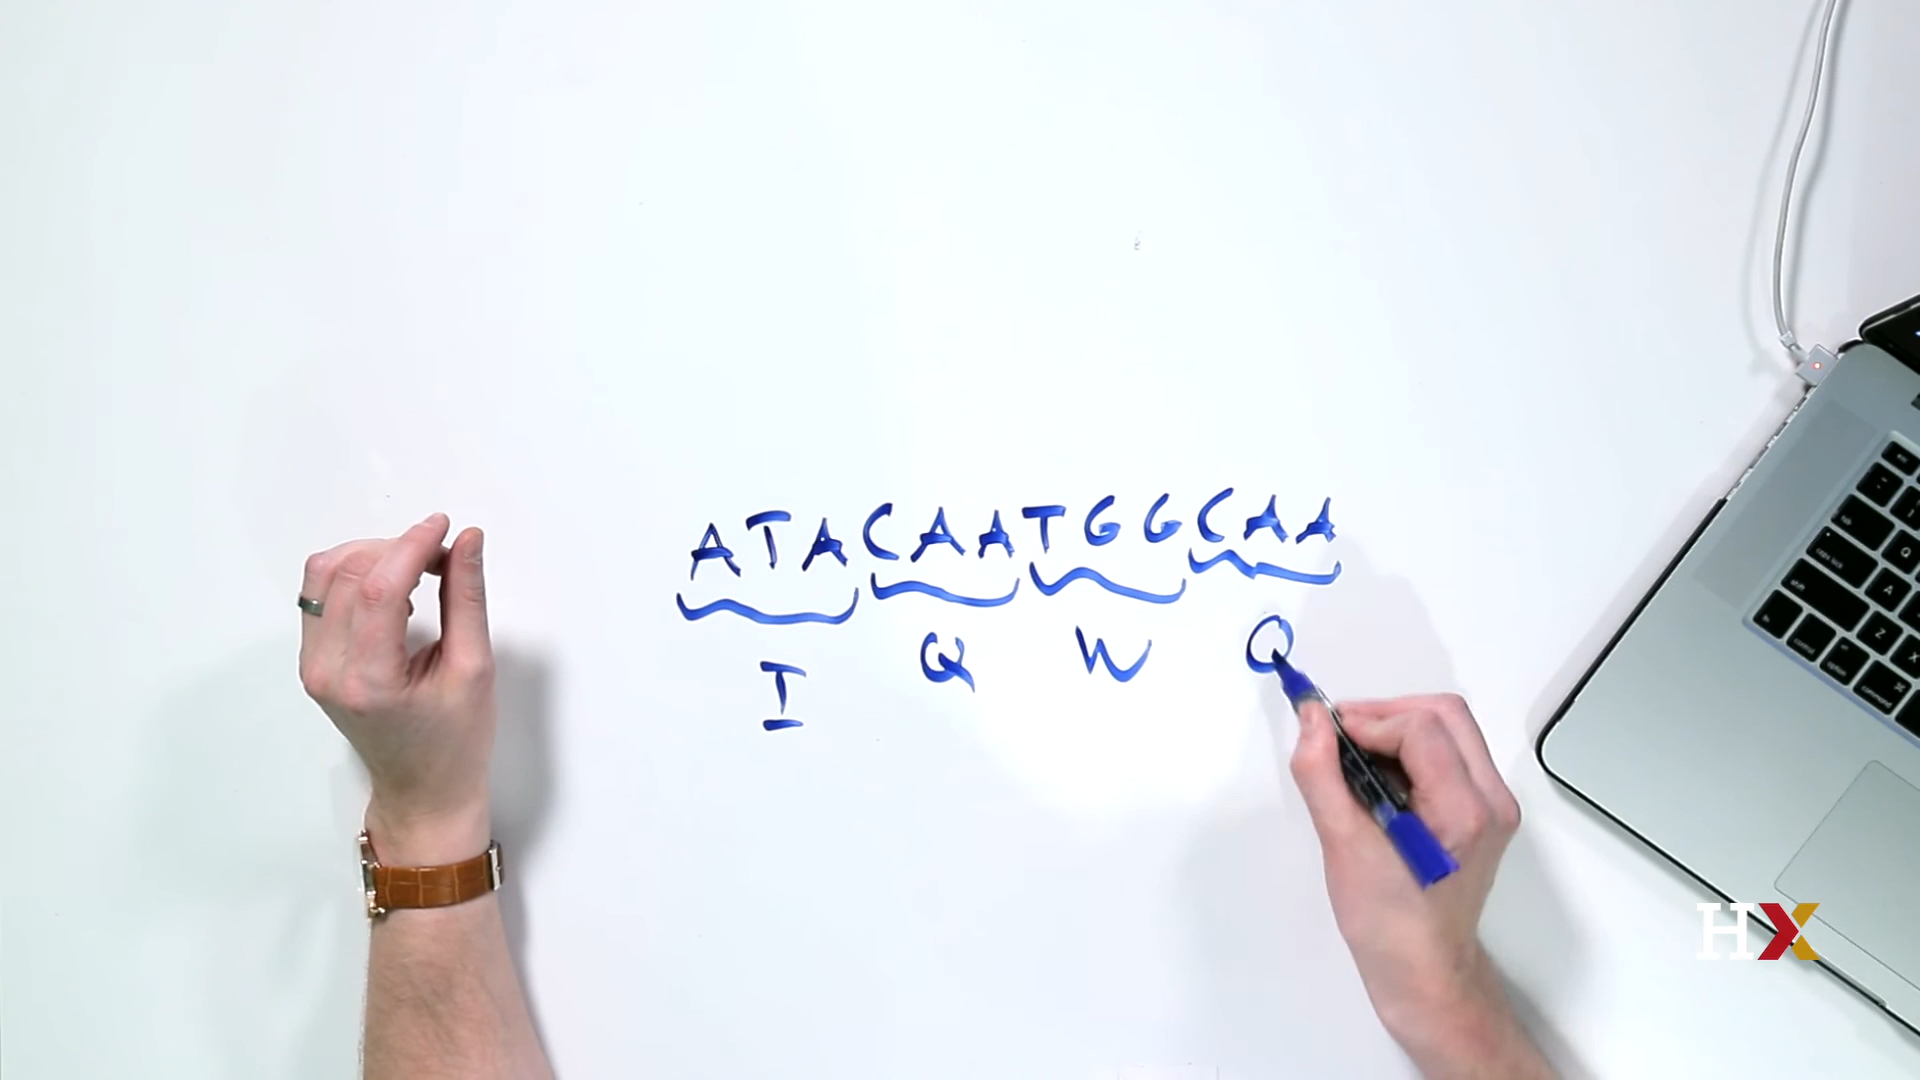 ATACAATGGCAA
I Q W Q
HX